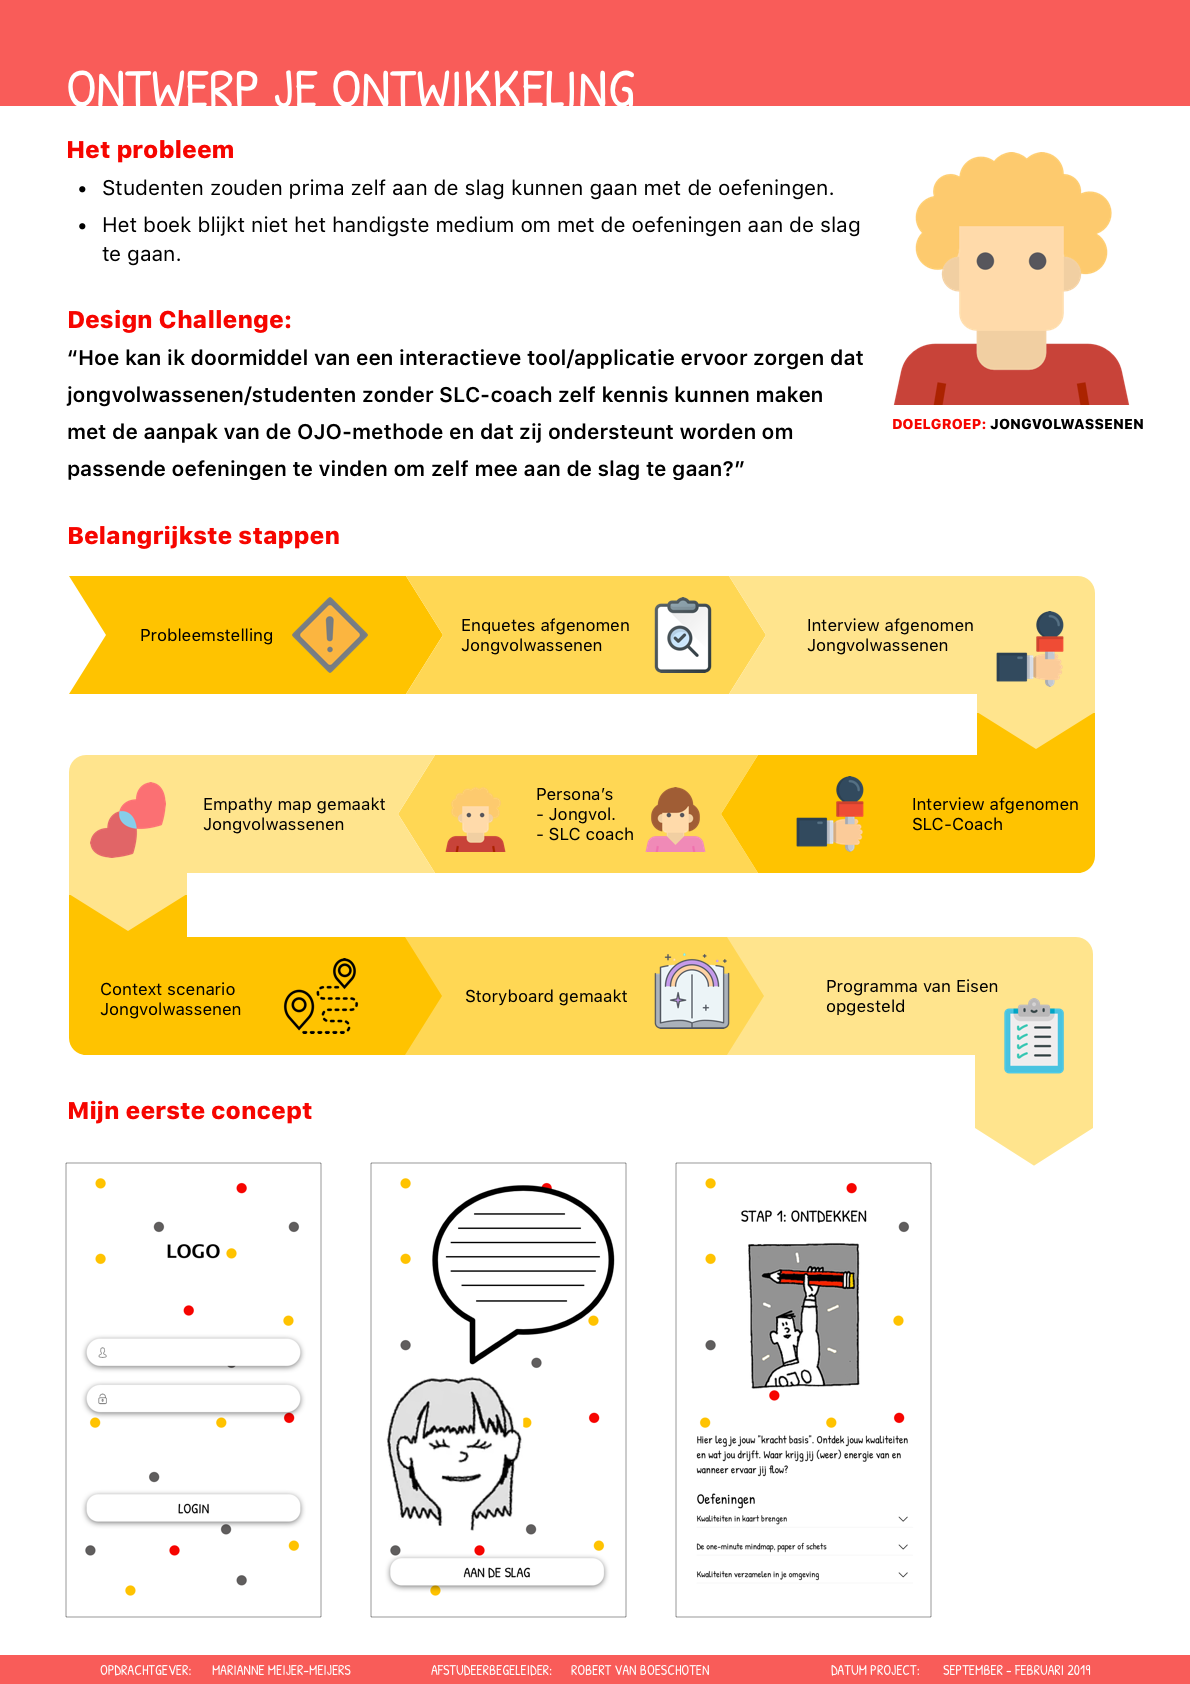 ONTWERP JE ONTWIKKELING
Het probleem
• Studenten zouden prima zelf aan de slag kunnen gaan met de oefeningen.
• Het boek blijkt niet het handigste medium om met de oefeningen aan de slag
te gaan.
Design Challenge:
“Hoe kan ik doormiddel van een interactieve tool/applicatie ervoor zorgen dat
jongvolwassenen/studenten zonder SLC-coach zelf kennis kunnen maken
met de aanpak van de OJO-methode en dat zij ondersteunt worden om
passende oefeningen te vinden om zelf mee aan de slag te gaan?”
DOELGROEP: JONGVOLWASSENEN
Belangrijkste stappen
Probleemstelling
Enquetes afgenomen
Jongvolwassenen
Interview afgenomen
Jongvolwassenen
Empathy map gemaakt
Jongvolwassenen
Persona’s
- Jongvol.
- SLC coach
Interview afgenomen
SLC-Coach
Context scenario
Jongvolwassenen
Storyboard gemaakt
Programma van Eisen
opgesteld
Mijn eerste concept
LOGO
LOGIN
AAN DE SLAG
STAP 1: ONTDEKKEN
OJO
Hier leg je jouw "kracht basis". Ontdek jouw kwaliteiten
en wat jou drijft. Waar krijg jij (weer) energie van en
wanneer ervaar jij flow?
Oefeningen
Kwaliteiten in kaart brengen
De one-minute mindmap, paper of schets
Kwaliteiten verzamelen in je omgeving
OPDRACHTGEVER: MARIANNE MEIJER-MEIJERS
AFSTUDEERBEGELEIDER: ROBERT VAN BOESCHOTEN
DATUM PROJECT: SEPTEMBER - FEBRUARI 2019